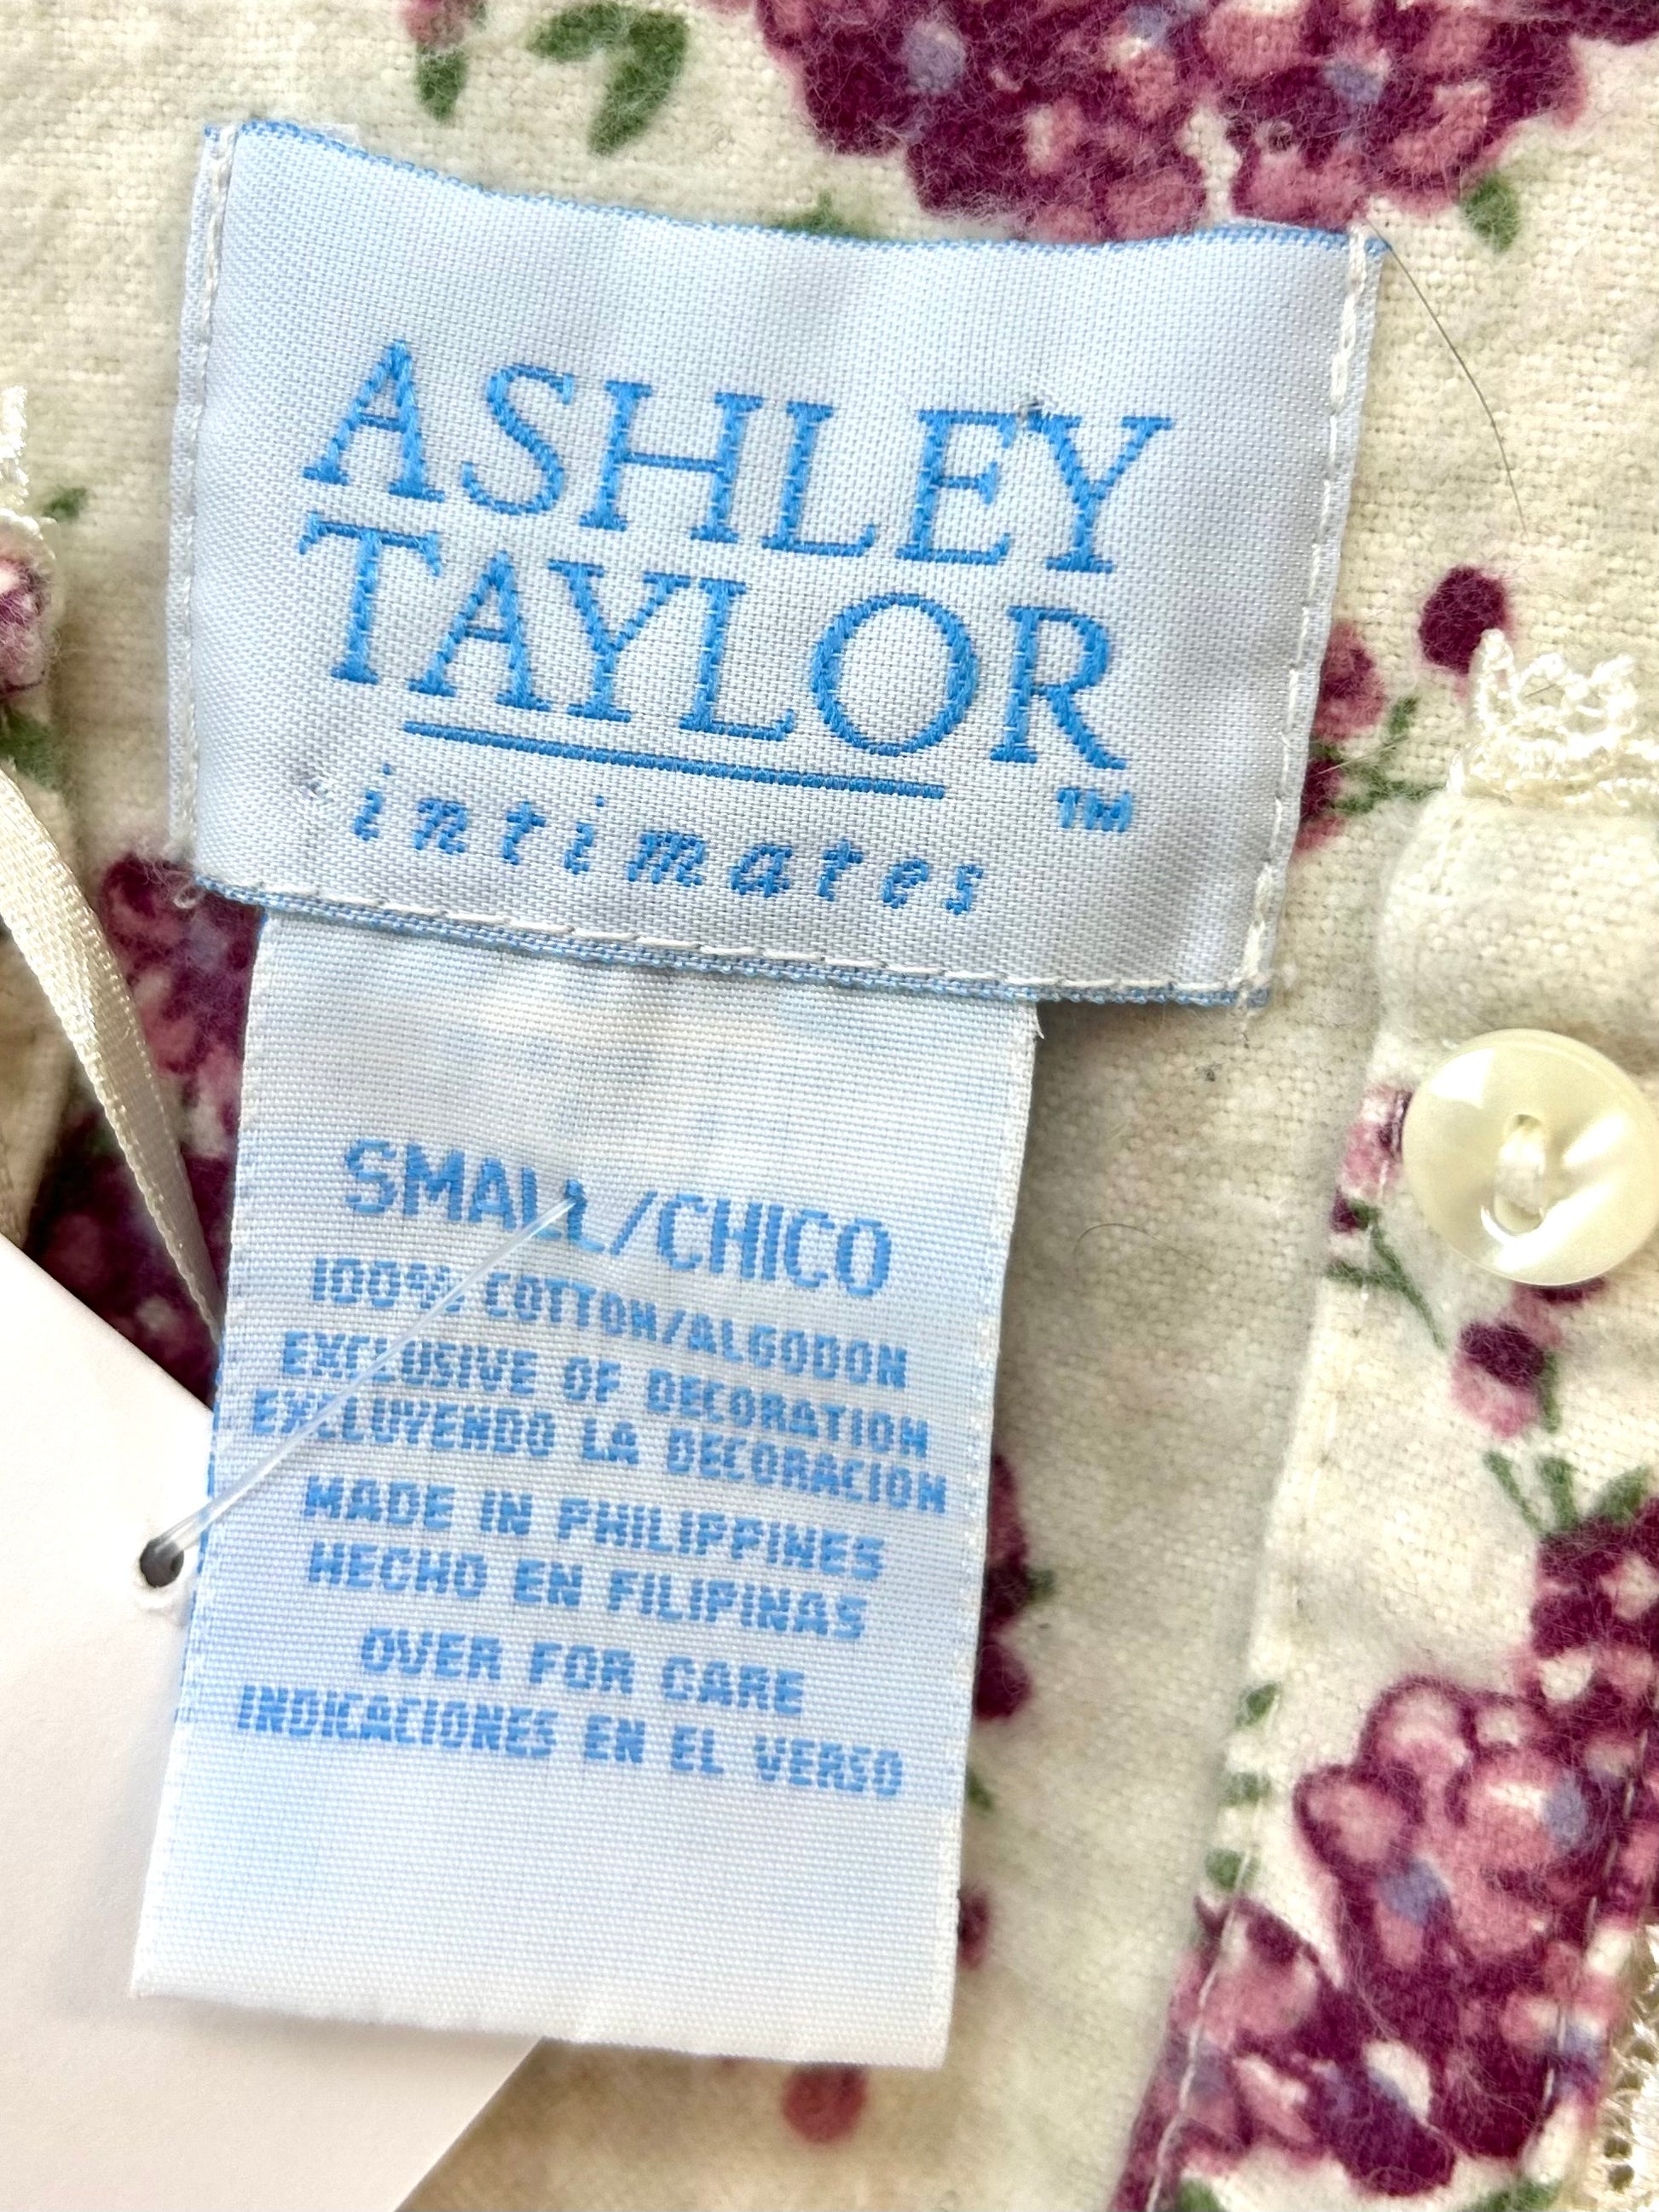 ASHLEY
TAYLOR
TM
intimates
SMALL/CHICO
100% COTTON/ALGODON
EXCLUSIVE OF DECORATION
EXCLUYENDO LA DECORACION
MADE IN PHILIPPINES
HECHO EN FILIPINAS
OVER FOR CARE
INDICACIONES EN EL VERSO